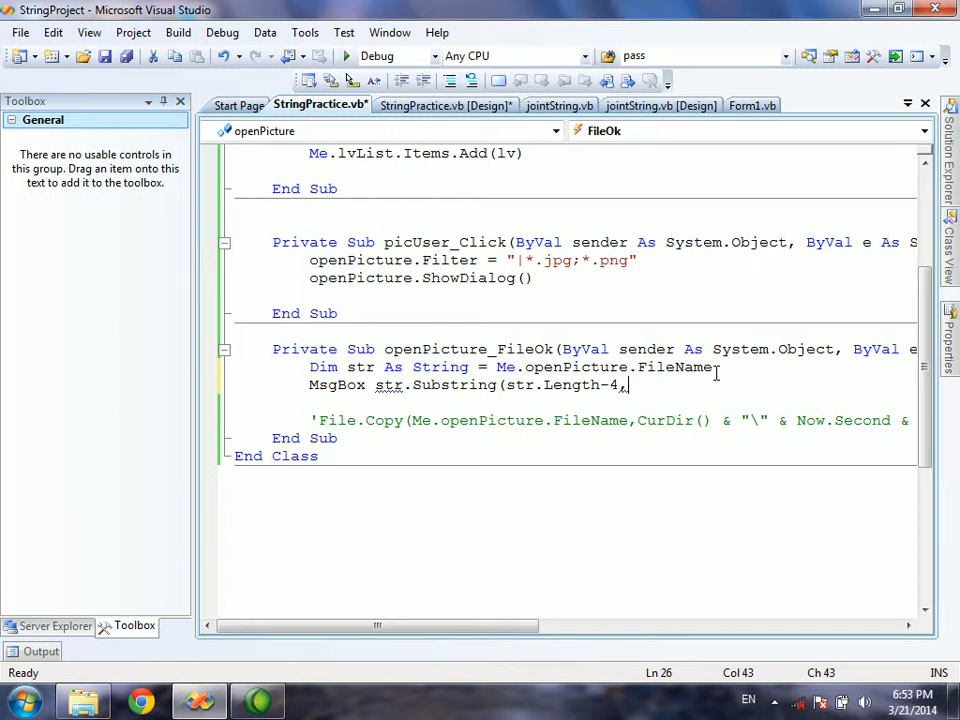 StringProject - Microsoft Visual Studio
File Edit View Project Build Debug Data Tools Test Window Help
Debug Any CPU pass
Toolbox
Start Page StringPractice.vb* StringPractice.vb [Design]* jointString.vb jointString.vb [Design] Form1.vb
General
openPicture FileOk
There are no usable controls in
this group. Drag an item onto this
text to add it to the toolbox.
Me.lvList.Items.Add(lv)
End Sub
Private Sub picUser_Click(ByVal sender As System.Object, ByVal e As S
openPicture.Filter = "|*.jpg;*.png"
openPicture.ShowDialog()
End Sub
Private Sub openPicture_FileOk(ByVal sender As System.Object, ByVal e
Dim str As String = Me.openPicture.FileName
MsgBox str.Substring(str.Length-4,
'File.Copy(Me.openPicture.FileName,CurDir() & "\" & Now.Second &
End Sub
End Class
Solution Explorer
Class View
Properties
Server Explorer Toolbox
Output
Ready Ln 26 Col 43 Ch 43 INS
EN 6:53 PM
3/21/2014